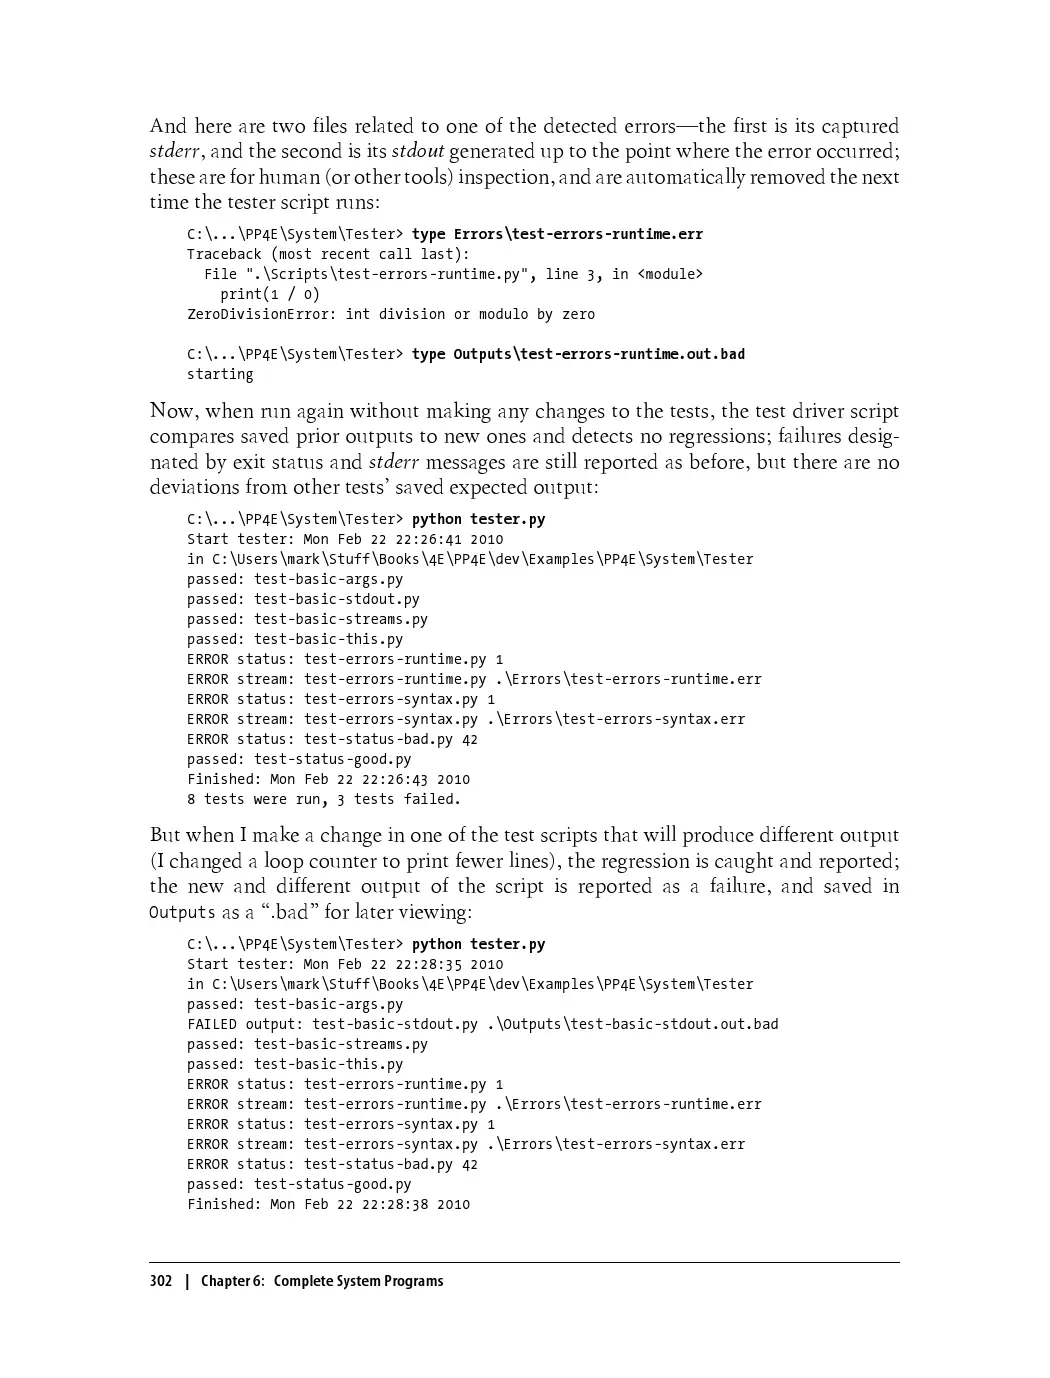 And here are two files related to one of the detected errors—the first is its captured
stderr, and the second is its stdout generated up to the point where the error occurred;
these are for human (or other tools) inspection, and are automatically removed the next
time the tester script runs:
C:\...\PP4E\System\Tester> type Errors\test-errors-runtime.err
Traceback (most recent call last):
  File ".\Scripts\test-errors-runtime.py", line 3, in <module>
    print(1 / 0)
ZeroDivisionError: int division or modulo by zero
C:\...\PP4E\System\Tester> type Outputs\test-errors-runtime.out.bad
starting
Now, when run again without making any changes to the tests, the test driver script
compares saved prior outputs to new ones and detects no regressions; failures desig-
nated by exit status and stderr messages are still reported as before, but there are no
deviations from other tests’ saved expected output:
C:\...\PP4E\System\Tester> python tester.py
Start tester: Mon Feb 22 22:26:41 2010
in C:\Users\mark\Stuff\Books\4E\PP4E\dev\Examples\PP4E\System\Tester
passed: test-basic-args.py
passed: test-basic-stdout.py
passed: test-basic-streams.py
passed: test-basic-this.py
ERROR status: test-errors-runtime.py 1
ERROR stream: test-errors-runtime.py .\Errors\test-errors-runtime.err
ERROR status: test-errors-syntax.py 1
ERROR stream: test-errors-syntax.py .\Errors\test-errors-syntax.err
ERROR status: test-status-bad.py 42
passed: test-status-good.py
Finished: Mon Feb 22 22:26:43 2010
8 tests were run, 3 tests failed.
But when I make a change in one of the test scripts that will produce different output
(I changed a loop counter to print fewer lines), the regression is caught and reported;
the new and different output of the script is reported as a failure, and saved in
Outputs as a “.bad” for later viewing:
C:\...\PP4E\System\Tester> python tester.py
Start tester: Mon Feb 22 22:28:35 2010
in C:\Users\mark\Stuff\Books\4E\PP4E\dev\Examples\PP4E\System\Tester
passed: test-basic-args.py
FAILED output: test-basic-stdout.py .\Outputs\test-basic-stdout.out.bad
passed: test-basic-streams.py
passed: test-basic-this.py
ERROR status: test-errors-runtime.py 1
ERROR stream: test-errors-runtime.py .\Errors\test-errors-runtime.err
ERROR status: test-errors-syntax.py 1
ERROR stream: test-errors-syntax.py .\Errors\test-errors-syntax.err
ERROR status: test-status-bad.py 42
passed: test-status-good.py
Finished: Mon Feb 22 22:28:38 2010
302 | Chapter 6: Complete System Programs